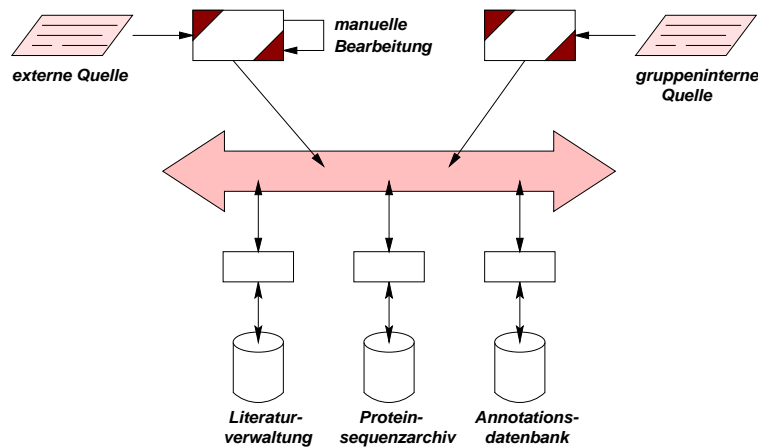 manuelle
Bearbeitung
externe Quelle
gruppeninterne
Quelle
Literatur-
verwaltung
Protein-
sequenzarchiv
Annotations-
datenbank